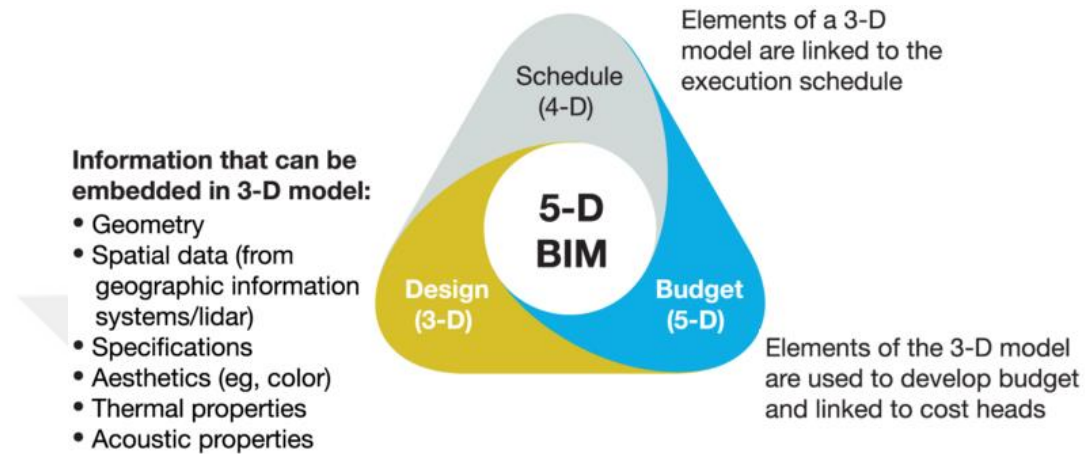 Elements of a 3-D
model are linked to the
execution schedule
Schedule
(4-D)
Information that can be
embedded in 3-D model:
• Geometry
• Spatial data (from
geographic information
systems/lidar)
• Specifications
• Aesthetics (eg, color)
• Thermal properties
• Acoustic properties
5-D
BIM
Design
(3-D)
Budget
(5-D)
Elements of the 3-D model
are used to develop budget
and linked to cost heads